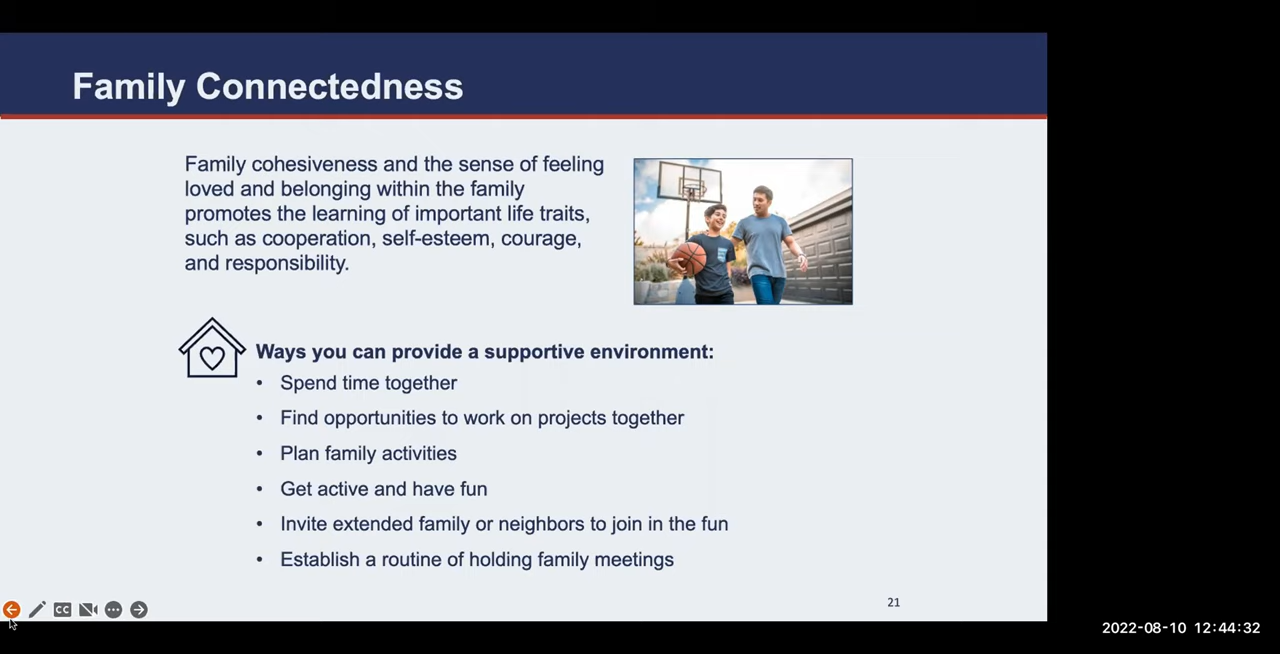 Family Connectedness
Family cohesiveness and the sense of feeling
loved and belonging within the family
promotes the learning of important life traits,
such as cooperation, self-esteem, courage,
and responsibility.
Ways you can provide a supportive environment:
• Spend time together
• Find opportunities to work on projects together
• Plan family activities
• Get active and have fun
• Invite extended family or neighbors to join in the fun
• Establish a routine of holding family meetings
21
CC
2022-08-10 12:44:32